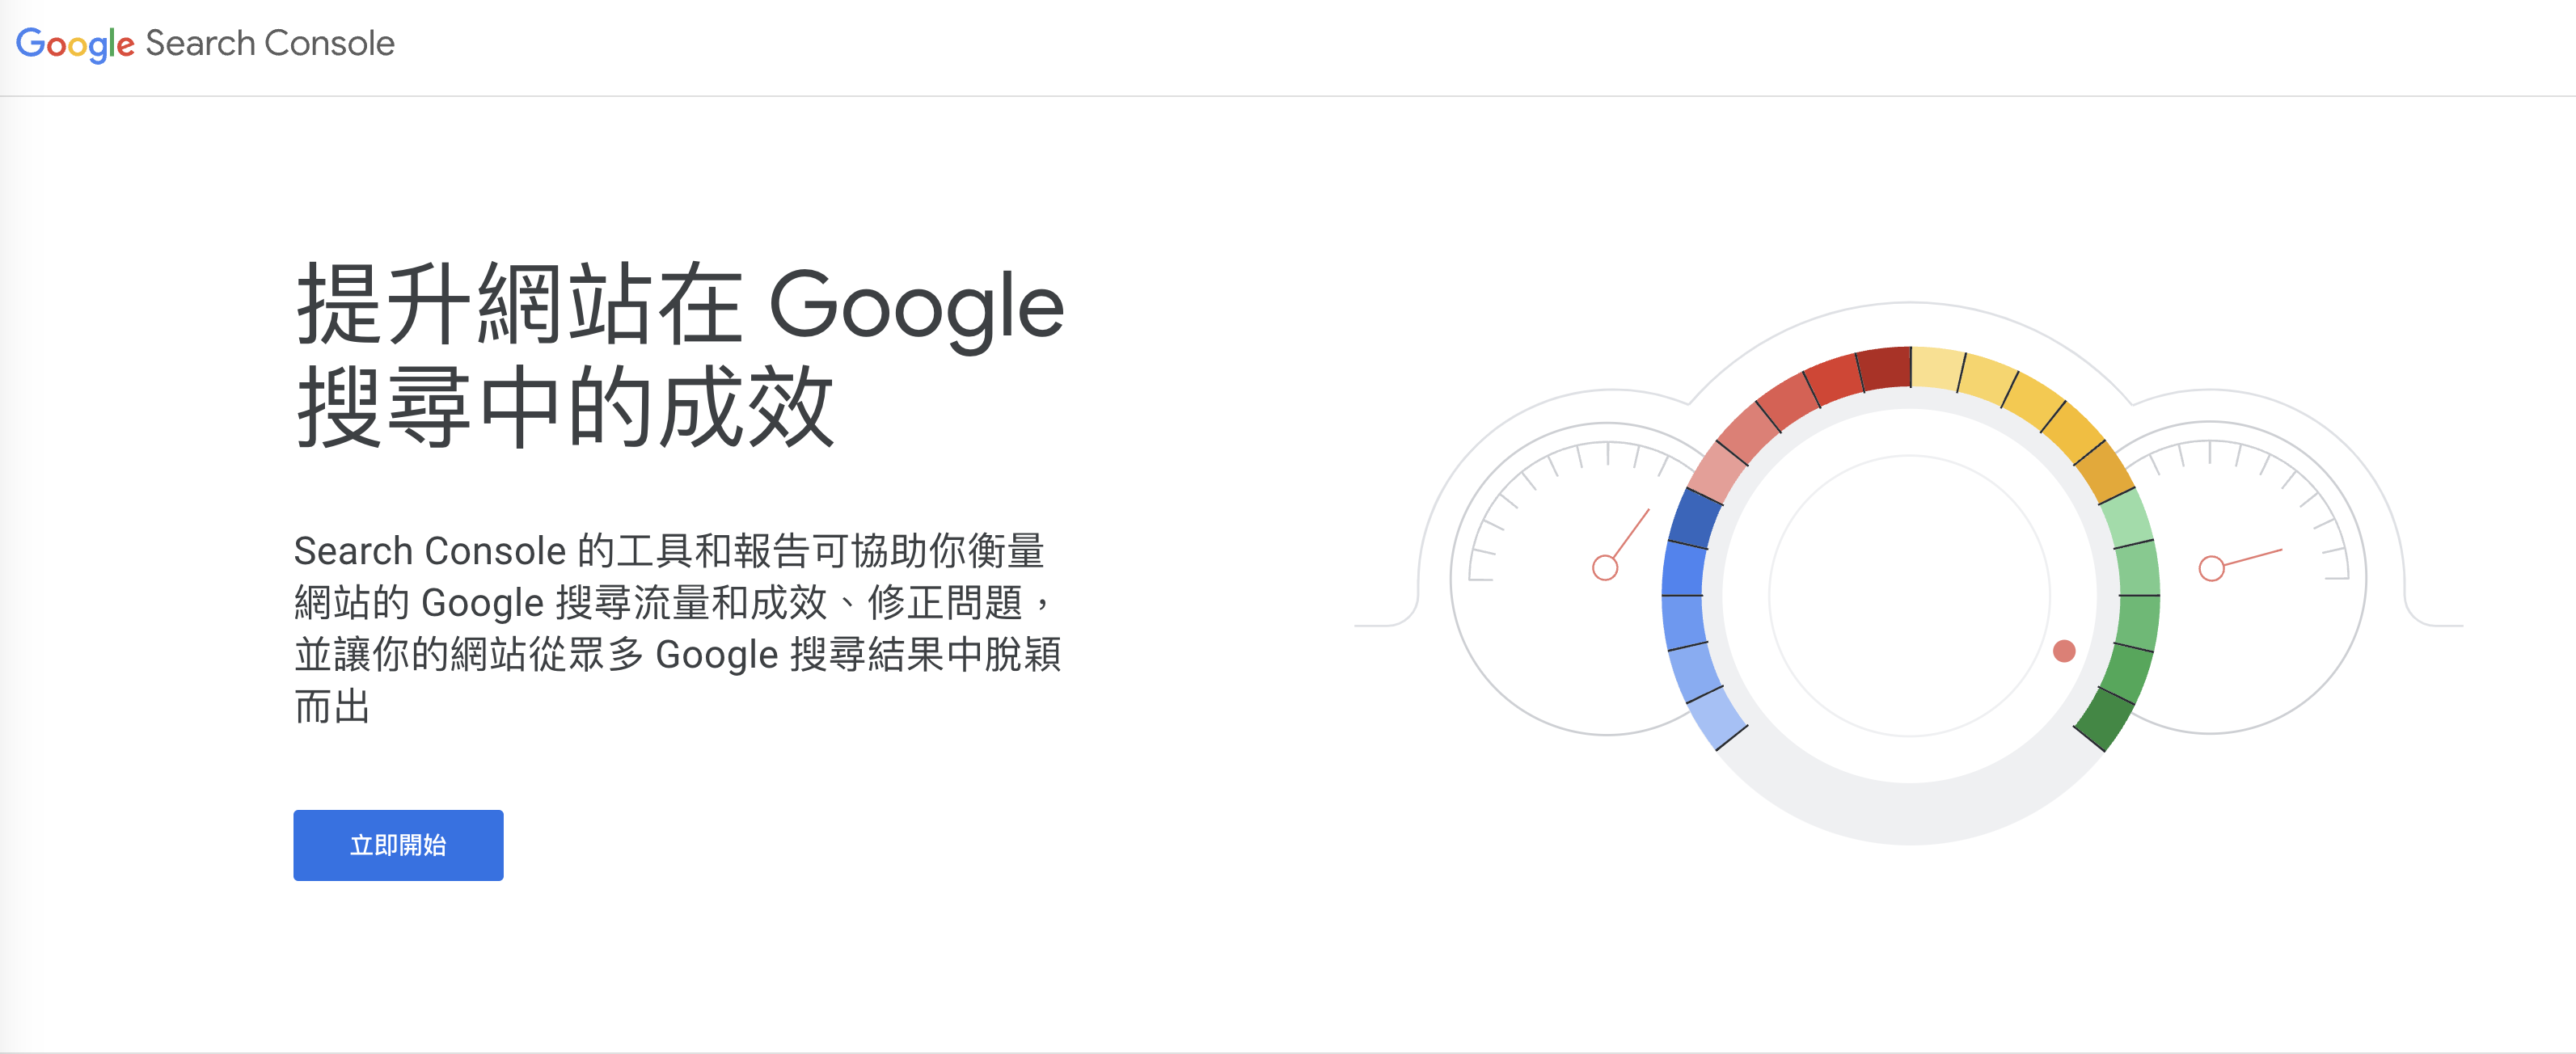 Google Search Console
提升網站在 Google
搜尋中的成效
Search Console 的工具和報告可協助你衡量
網站的 Google 搜尋流量和成效、修正問題，
並讓你的網站從眾多 Google 搜尋結果中脫穎
而出
立即開始